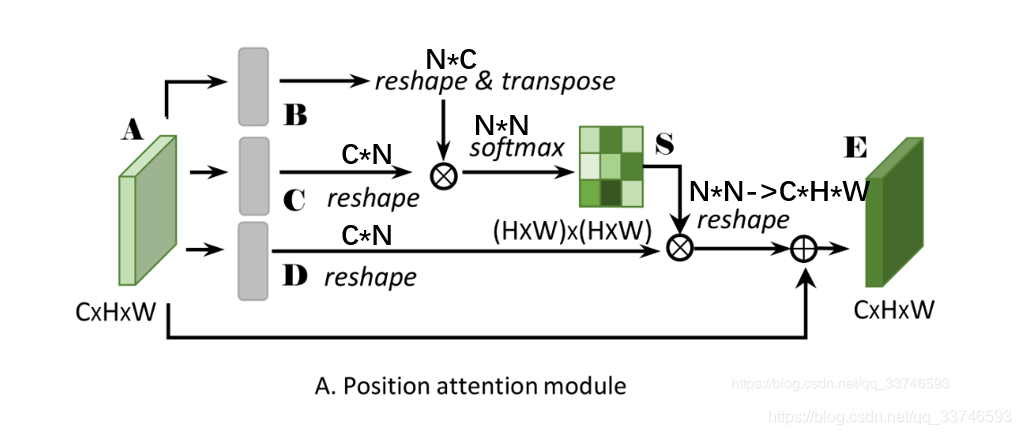 N*C
reshape & transpose
A
B
N*N
softmax
S
E
C*N
reshape
C
N*N->C*H*W
reshape
C*N
(HxW)x(HxW)
D
reshape
CxHxW
CxHxW
A. Position attention module
https://blog.csdn.net/qq_33746593
https://blog.csdn.net/qq_33746593